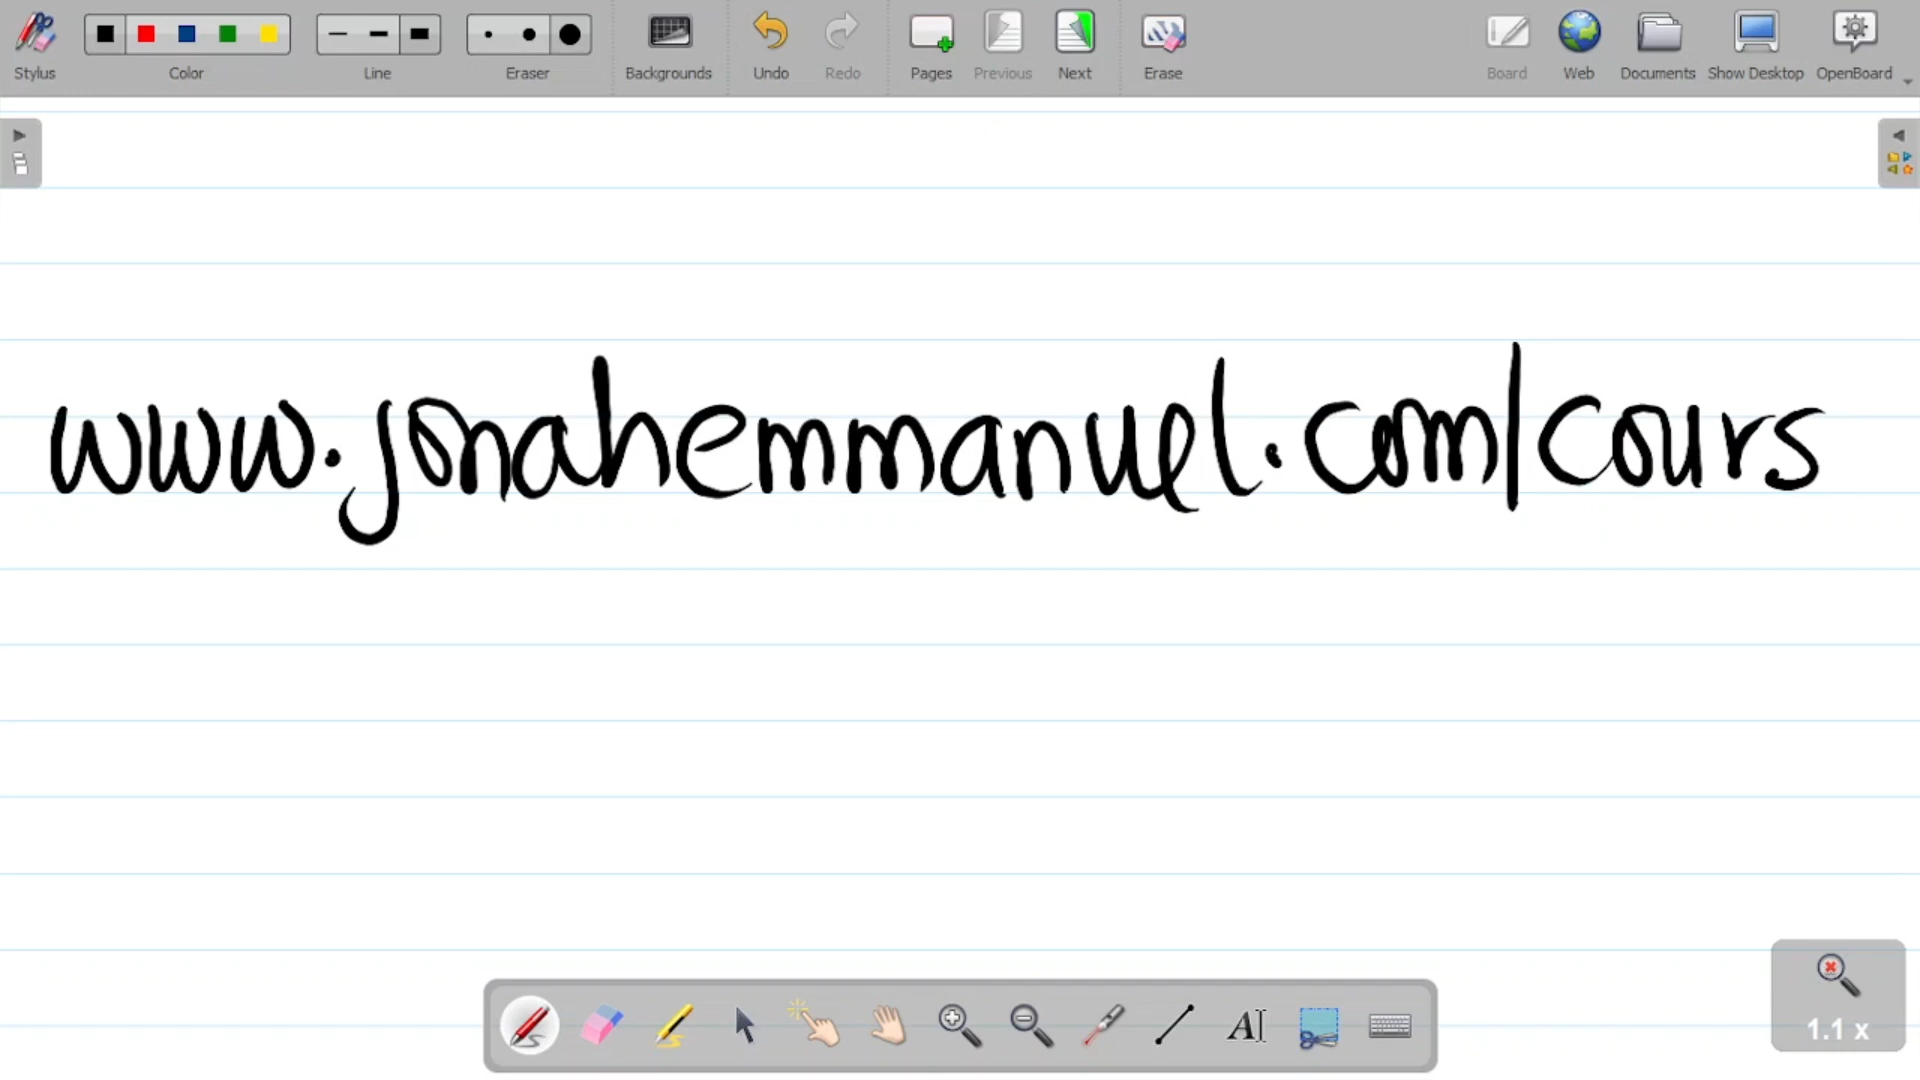 Stylus Color Line Eraser Backgrounds Undo Redo Pages Previous Next Erase Board Web Documents Show Desktop OpenBoard
www.jonahemmanuel.com/cours
1.1 x